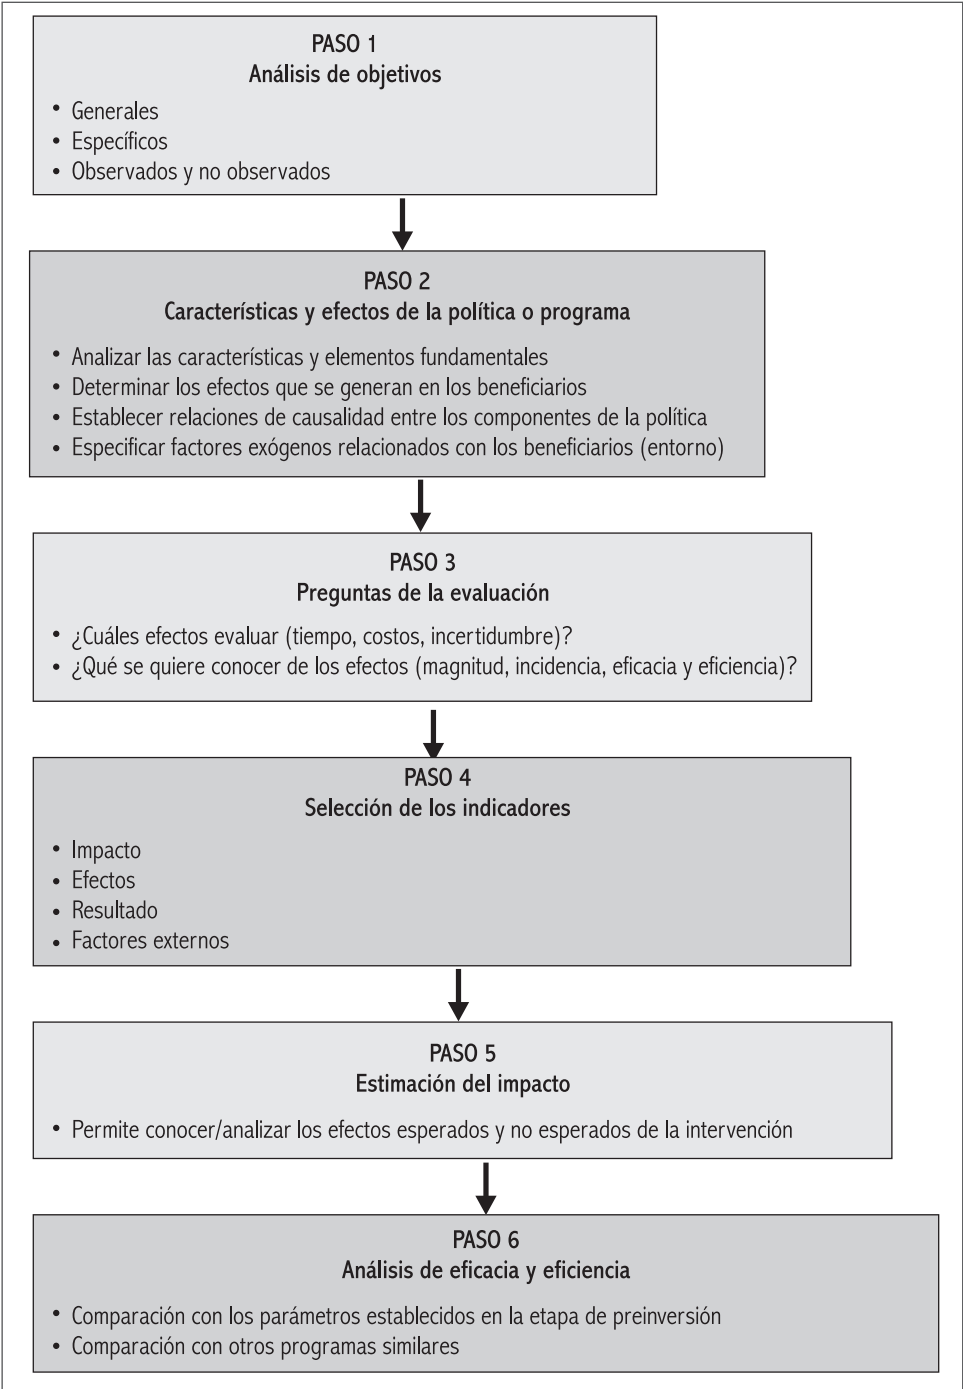 PASO 1
Análisis de objetivos
• Generales
• Específicos
• Observados y no observados
PASO 2
Características y efectos de la política o programa
• Analizar las características y elementos fundamentales
• Determinar los efectos que se generan en los beneficiarios
• Establecer relaciones de causalidad entre los componentes de la política
• Especificar factores exógenos relacionados con los beneficiarios (entorno)
PASO 3
Preguntas de la evaluación
• ¿Cuáles efectos evaluar (tiempo, costos, incertidumbre)?
• ¿Qué se quiere conocer de los efectos (magnitud, incidencia, eficacia y eficiencia)?
PASO 4
Selección de los indicadores
• Impacto
• Efectos
• Resultado
• Factores externos
PASO 5
Estimación del impacto
• Permite conocer/analizar los efectos esperados y no esperados de la intervención
PASO 6
Análisis de eficacia y eficiencia
• Comparación con los parámetros establecidos en la etapa de preinversión
• Comparación con otros programas similares